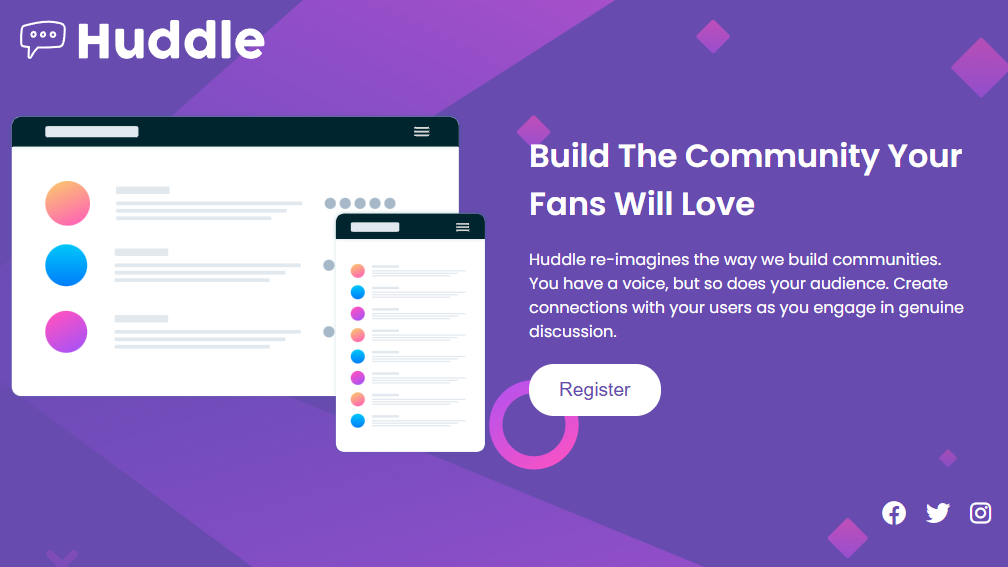 Huddle
Build The Community Your
Fans Will Love
Huddle re-imagines the way we build communities.
You have a voice, but so does your audience. Create
connections with your users as you engage in genuine
discussion.
Register